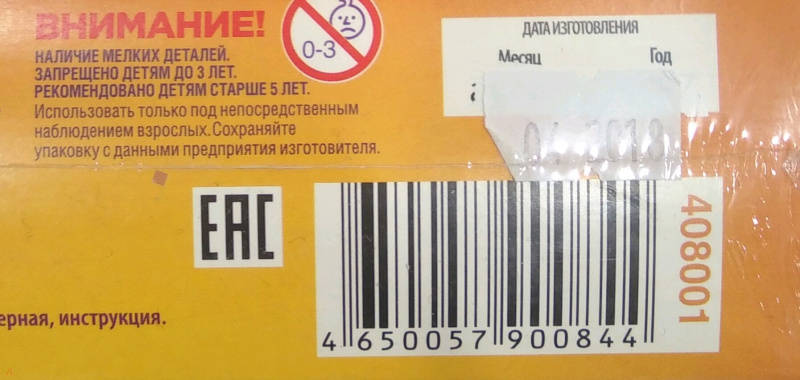 ВНИМАНИЕ!
НАЛИЧИЕ МЕЛКИХ ДЕТАЛЕЙ.
ЗАПРЕЩЕНО ДЕТЯМ ДО 3 ЛЕТ.
РЕКОМЕНДОВАНО ДЕТЯМ СТАРШЕ 5 ЛЕТ.
Использовать только под непосредственным
наблюдением взрослых. Сохраняйте
упаковку с данными предприятия изготовителя.
0-3
ДАТА ИЗГОТОВЛЕНИЯ
Месяц Год
04 2018
EAC
408001
4 650057 900844
ерная, инструкция.